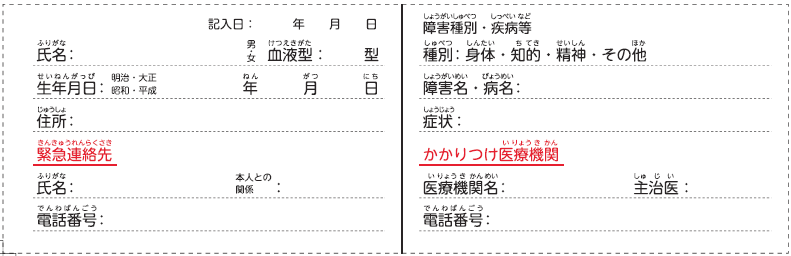 記入日： 年 月 日
ふりがな けつえきがた
氏名： 男・女 血液型： 型
せいねんがっぴ 明治・大正 ねん がつ にち
生年月日： 昭和・平成 年 月 日
じゅうしょ
住所：
きんきゅうれんらくさき
緊急連絡先
ふりがな 本人との
氏名： 関係 ：
でんわばんごう
電話番号：
しょうがいしゅべつ しっぺいなど
障害種別・疾病等
しゅべつ しんたい ちてき せいしん ほか
種別：身体・知的・精神・その他
しょうがいめい びょうめい
障害名・病名：
しょうじょう
症状：
いりょうきかん
かかりつけ医療機関
いりょうきかんめい しゅじい
医療機関名： 主治医：
でんわばんごう
電話番号：